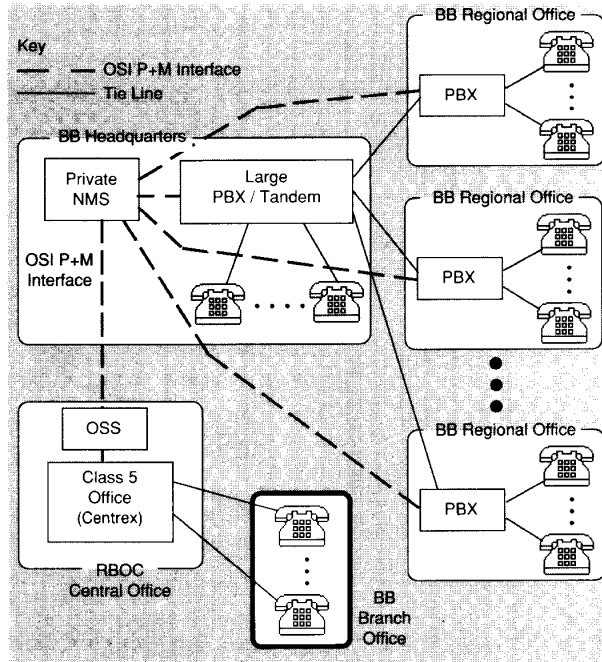 BB Regional Office
Key
OSI P+M Interface
Tie Line
PBX
BB Headquarters
Private
NMS
Large
PBX / Tandem
BB Regional Office
OSI P+M
Interface
PBX
OSS
Class 5
Office
(Centrex)
RBOC
Central Office
BB
Branch
Office
BB Regional Office
PBX